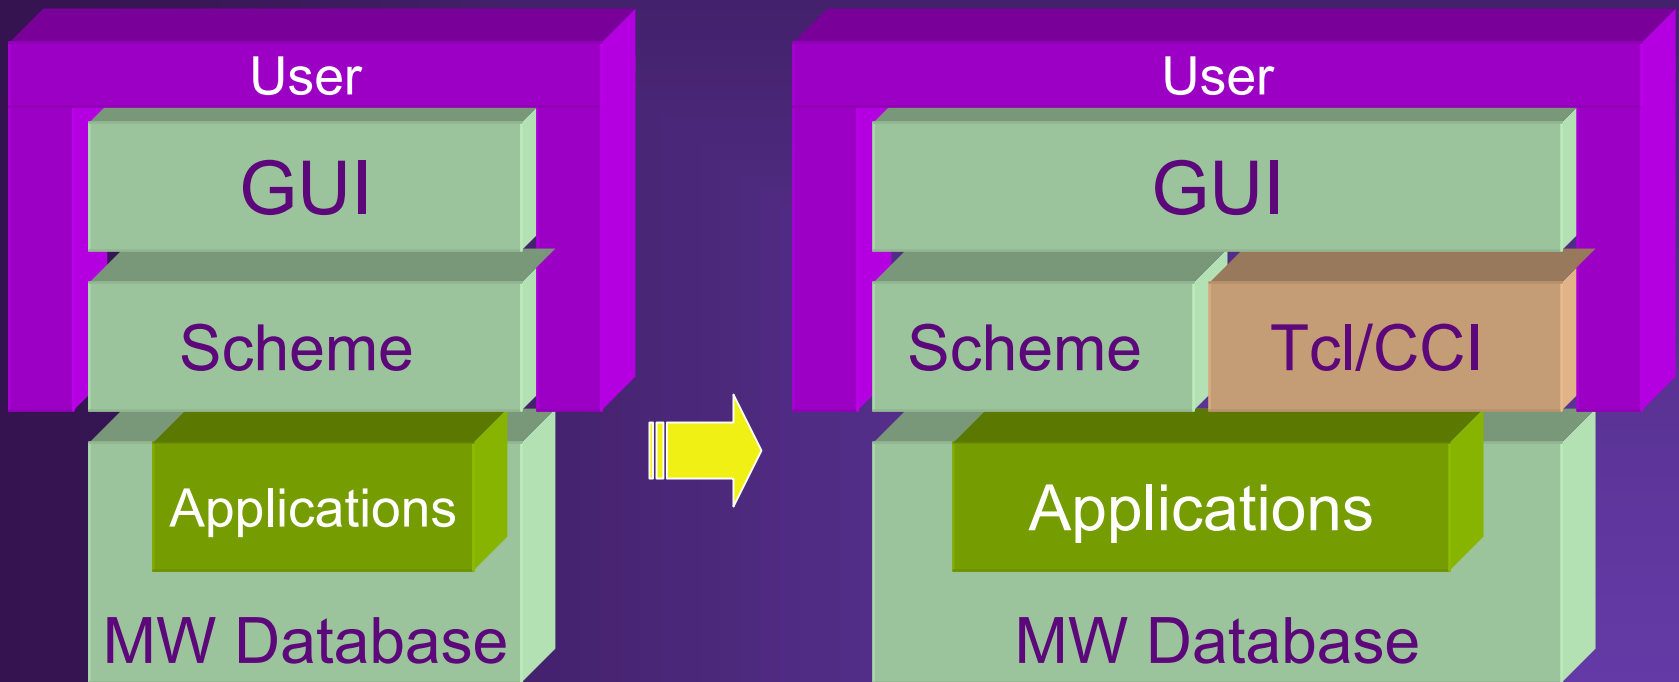 User
GUI
Scheme
Applications
MW Database
User
GUI
Scheme
Tcl/CCI
Applications
MW Database